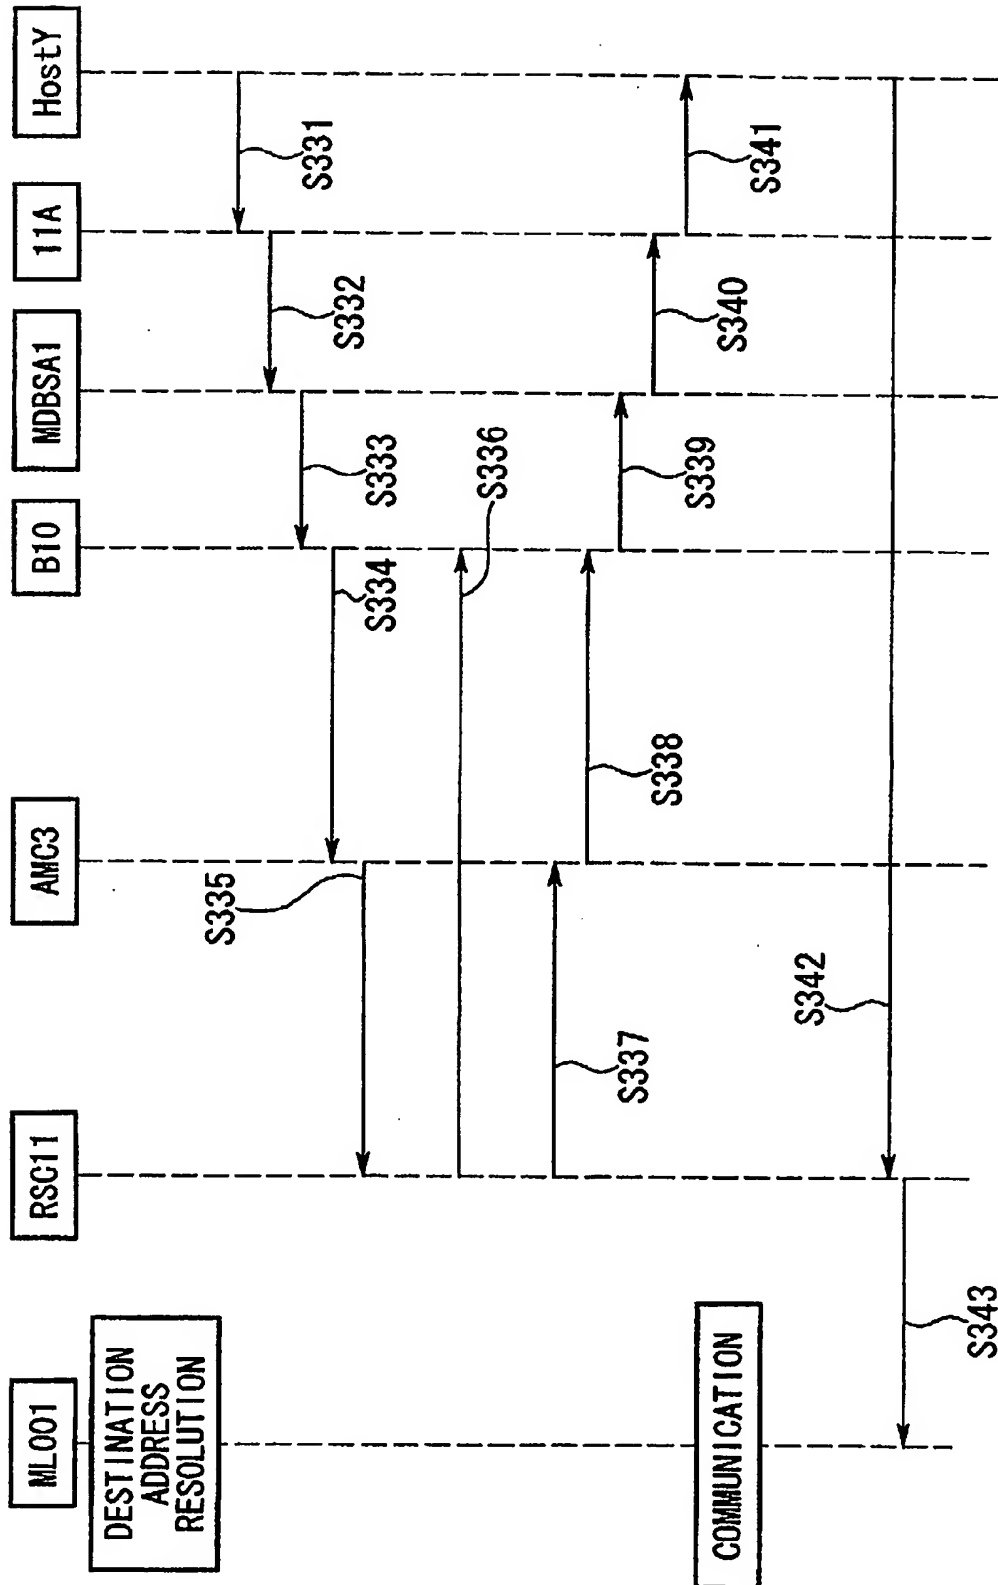 ML001
RSC11
AMC3
B10
MDBSA1
11A
HostY
DESTINATION
ADDRESS
RESOLUTION
S331
S332
S333
S334
S335
S336
S337
S338
S339
S340
S341
COMMUNICATION
S342
S343